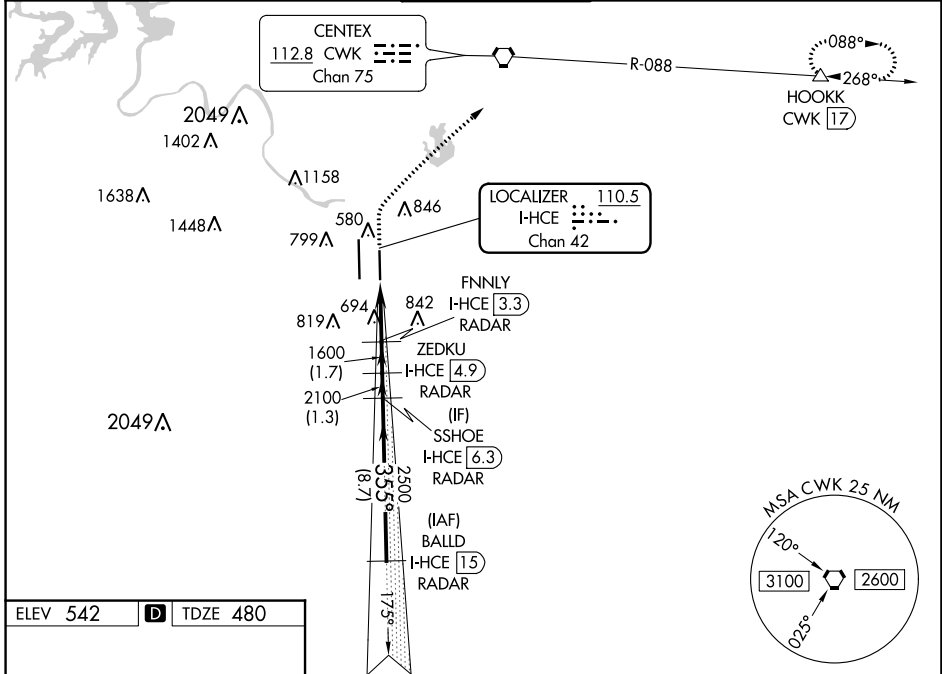 CENTEX
112.8 CWK
Chan 75
R-088
088°
268°
HOOKK
CWK 17
2049
1402
1158
1638
1448
580
846
799
LOCALIZER 110.5
I-HCE
Chan 42
FNNLY
I-HCE 3.3
RADAR
694
842
819
1600
(1.7)
ZEDKU
I-HCE 4.9
RADAR
2100
(1.3)
(IF)
SSHOE
I-HCE 6.3
RADAR
2049
2500
355°
(8.7)
(IAF)
BALLD
I-HCE 15
RADAR
175°
MSA CWK 25 NM
120°
3100
2600
025°
ELEV 542 D TDZE 480